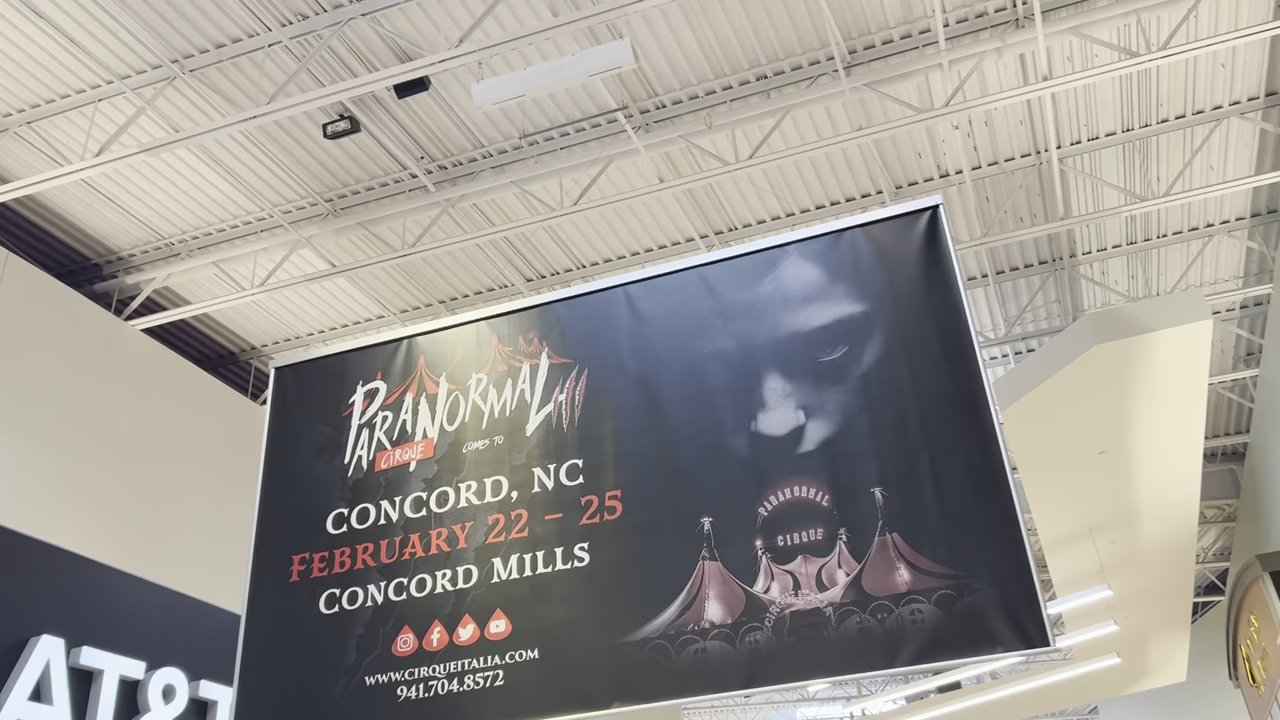 PARANORMAL
CIRQUE
COMES TO
CONCORD, NC
FEBRUARY 22 – 25
CONCORD MILLS
WWW.CIRQUEITALIA.COM
941.704.8572
PARANORMAL
CIRQUE
AT&T